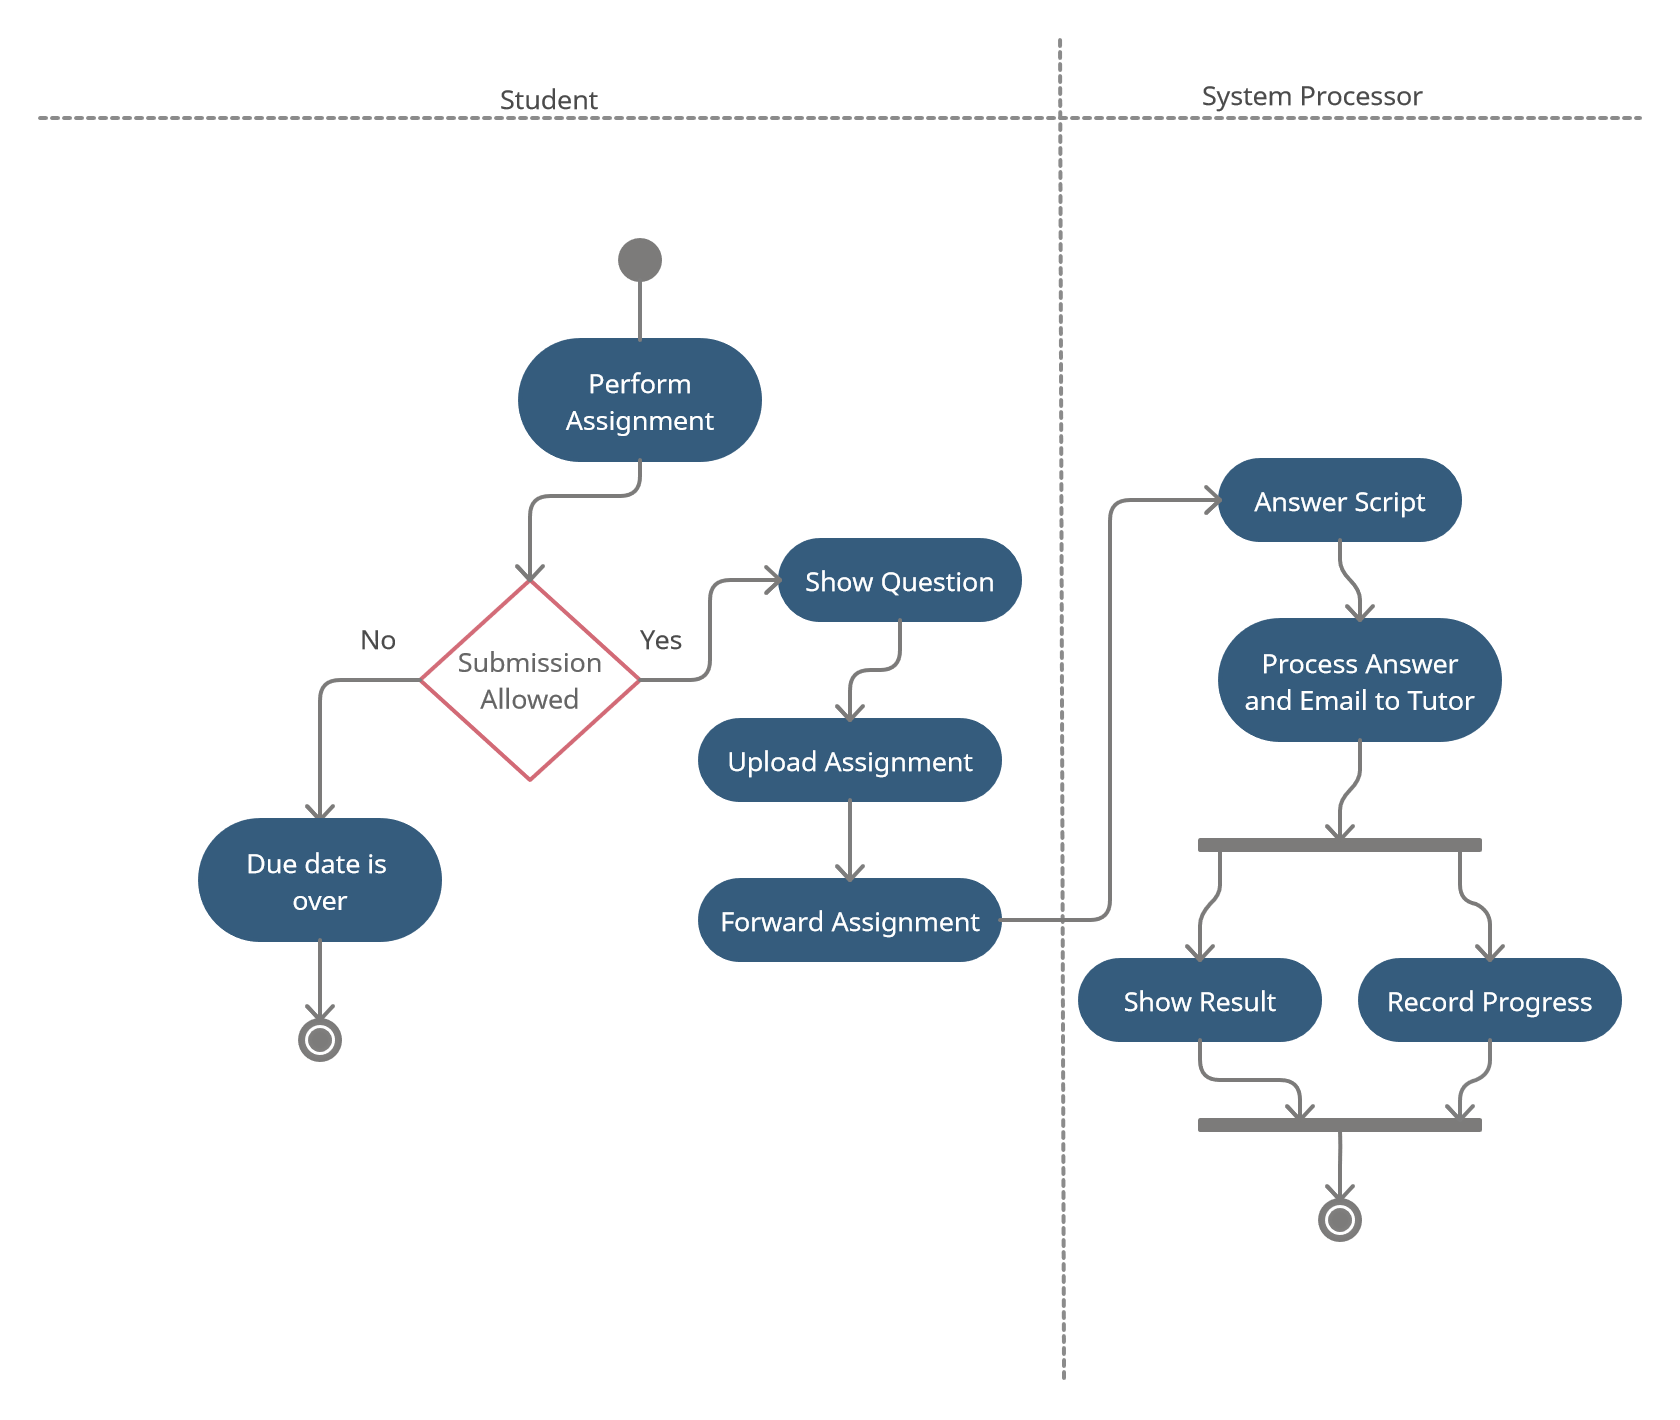 Student
System Processor
Perform
Assignment
Answer Script
Show Question
No
Yes
Submission
Allowed
Process Answer
and Email to Tutor
Upload Assignment
Due date is
over
Forward Assignment
Show Result
Record Progress